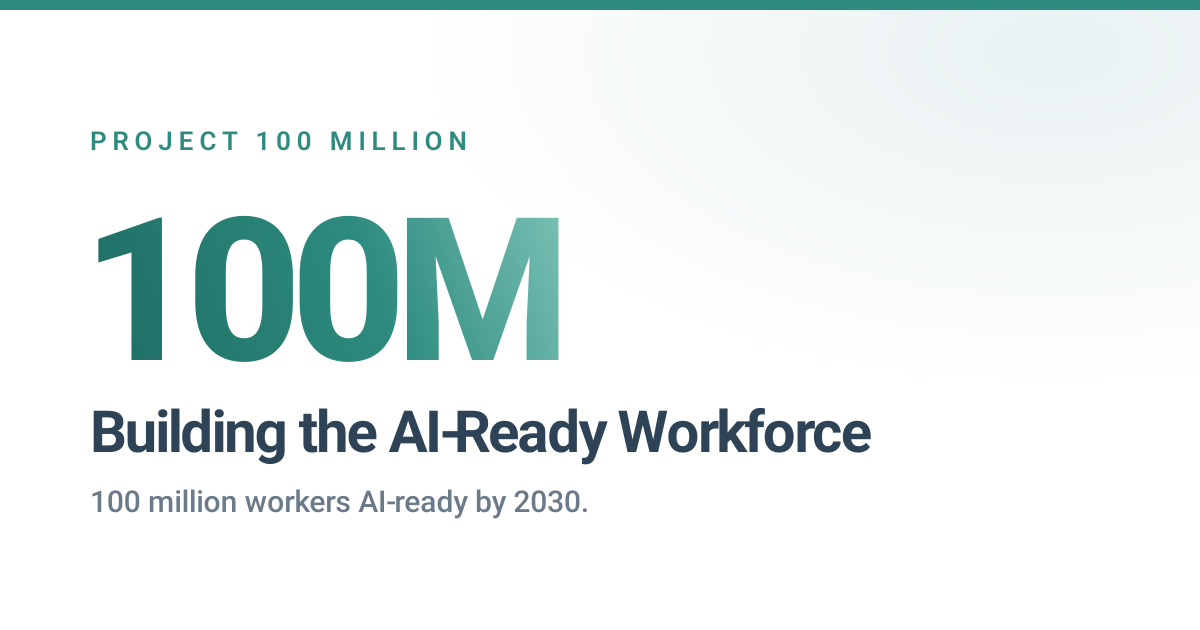 PROJECT 100 MILLION
100M
Building the AI-Ready Workforce
100 million workers AI-ready by 2030.